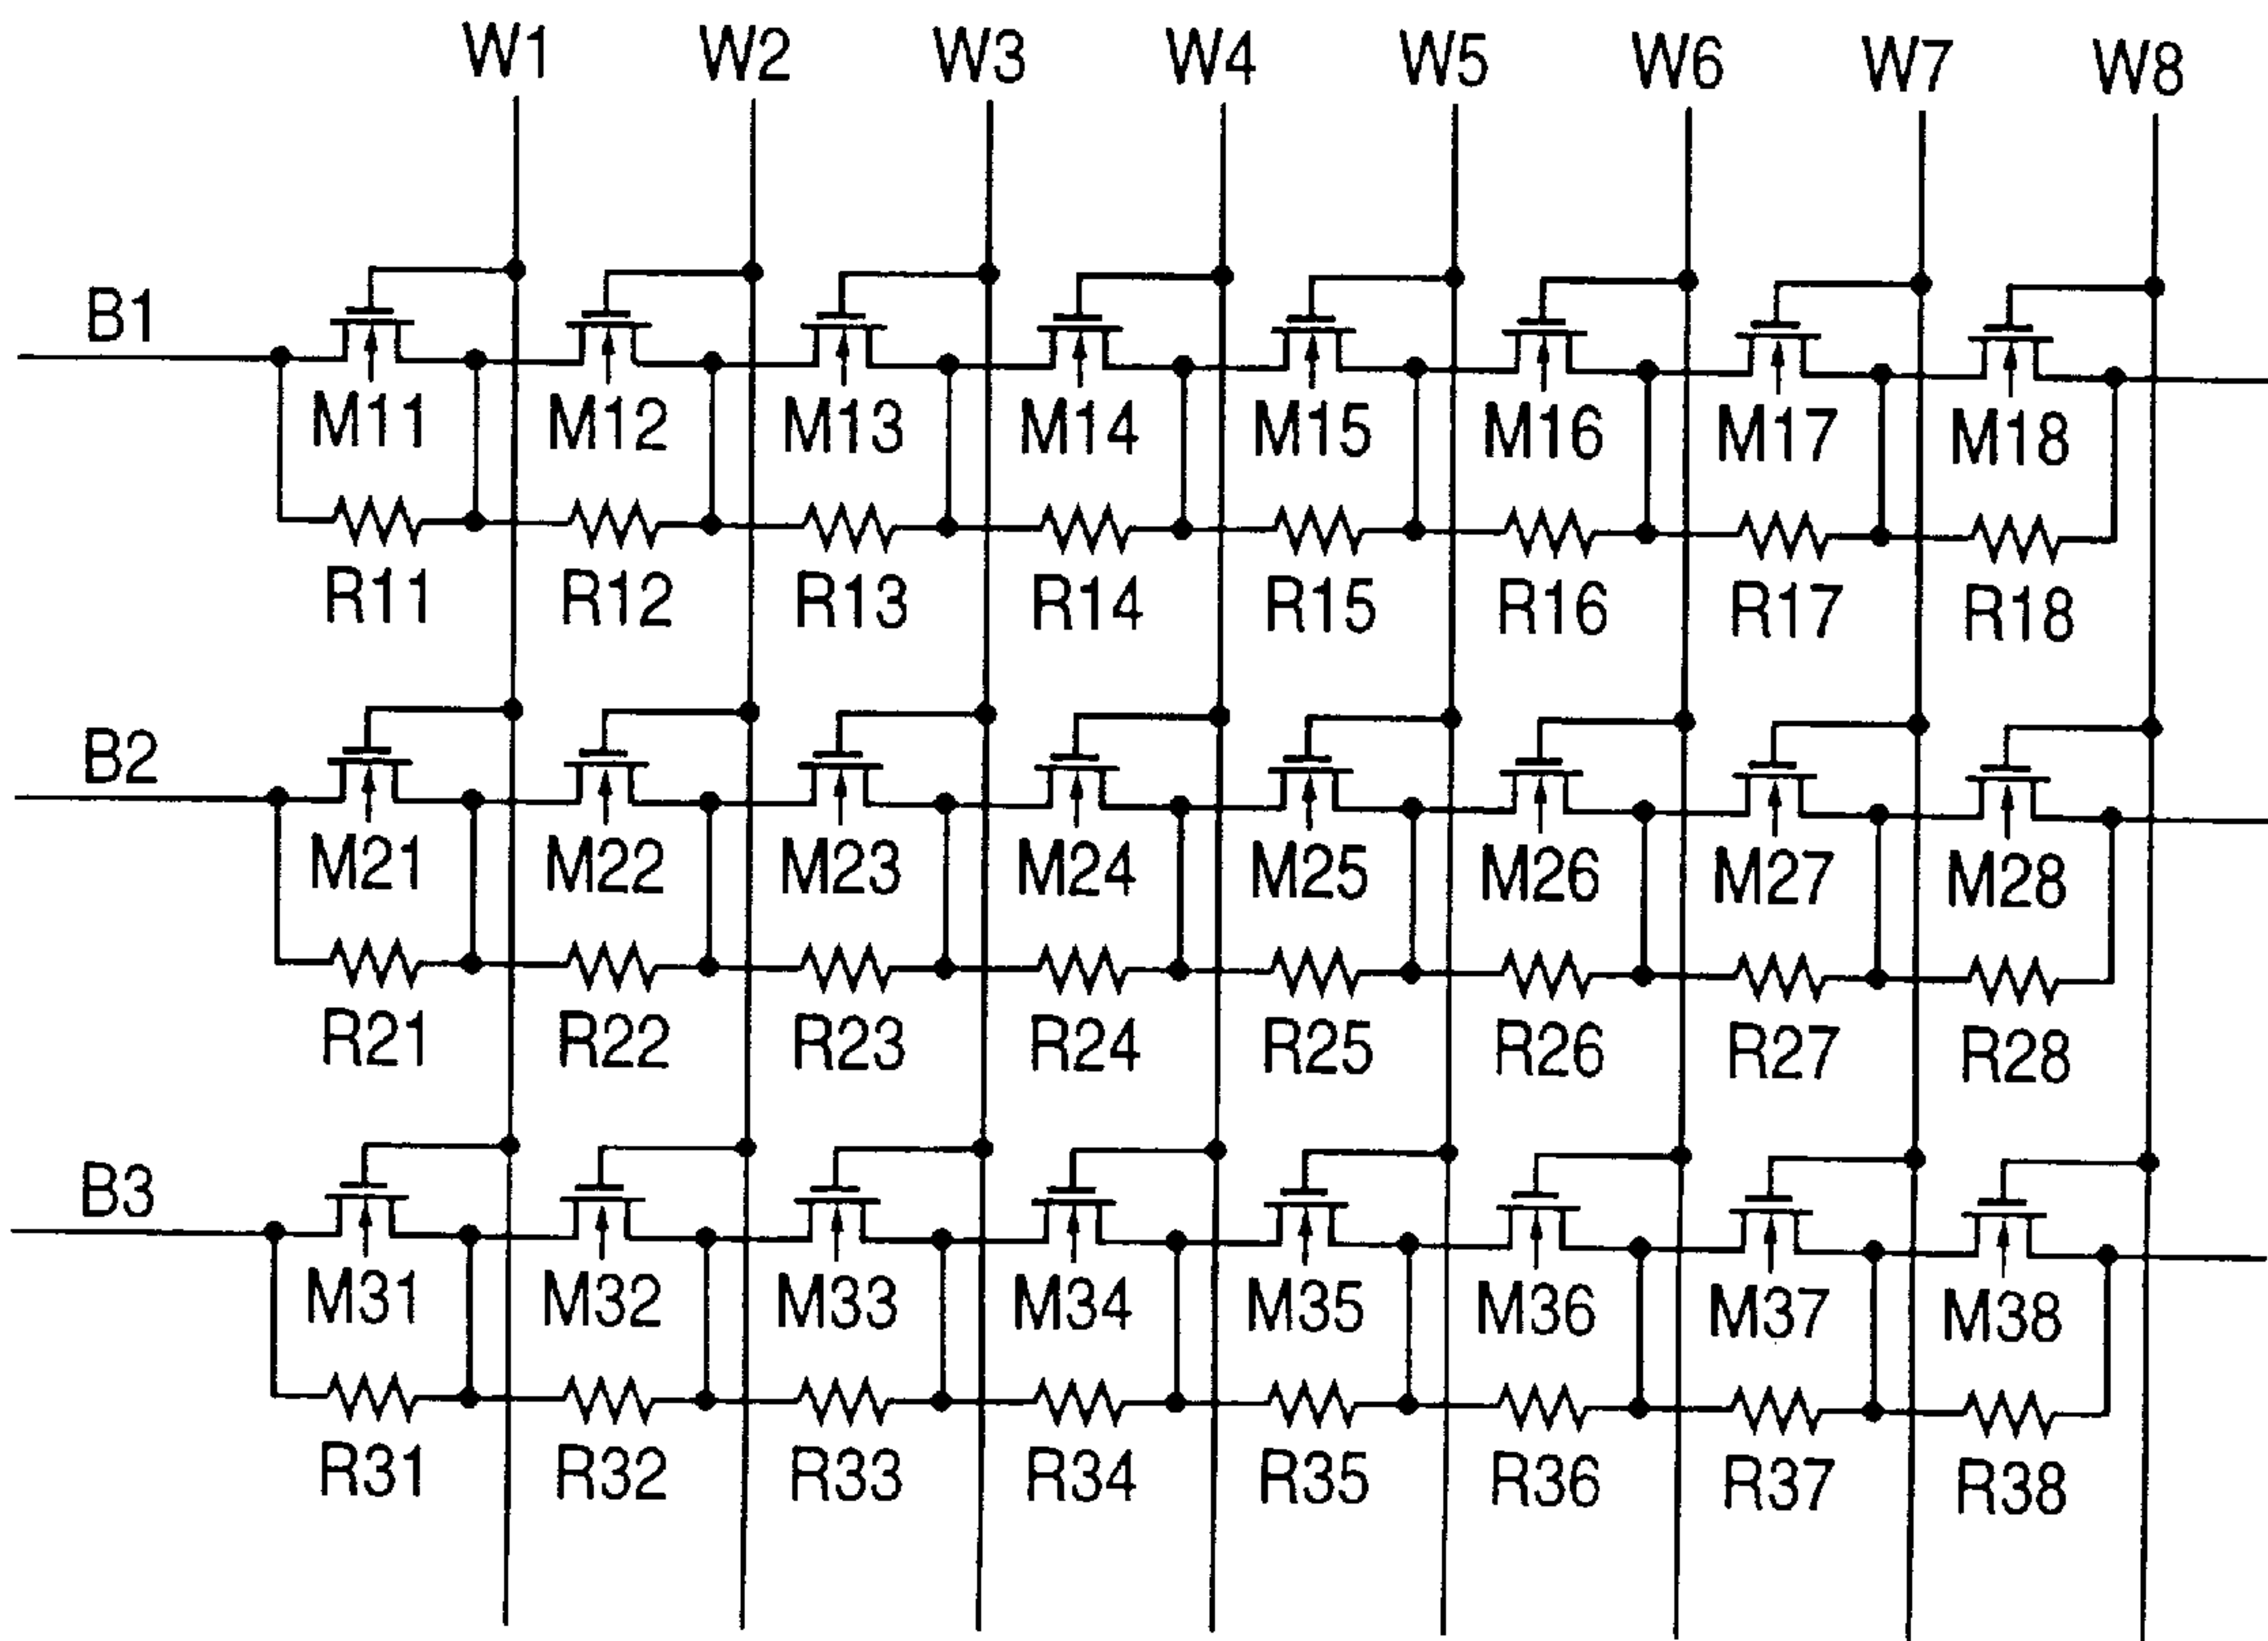 W1 W2 W3 W4 W5 W6 W7 W8
B1
M11 M12 M13 M14 M15 M16 M17 M18
R11 R12 R13 R14 R15 R16 R17 R18
B2
M21 M22 M23 M24 M25 M26 M27 M28
R21 R22 R23 R24 R25 R26 R27 R28
B3
M31 M32 M33 M34 M35 M36 M37 M38
R31 R32 R33 R34 R35 R36 R37 R38